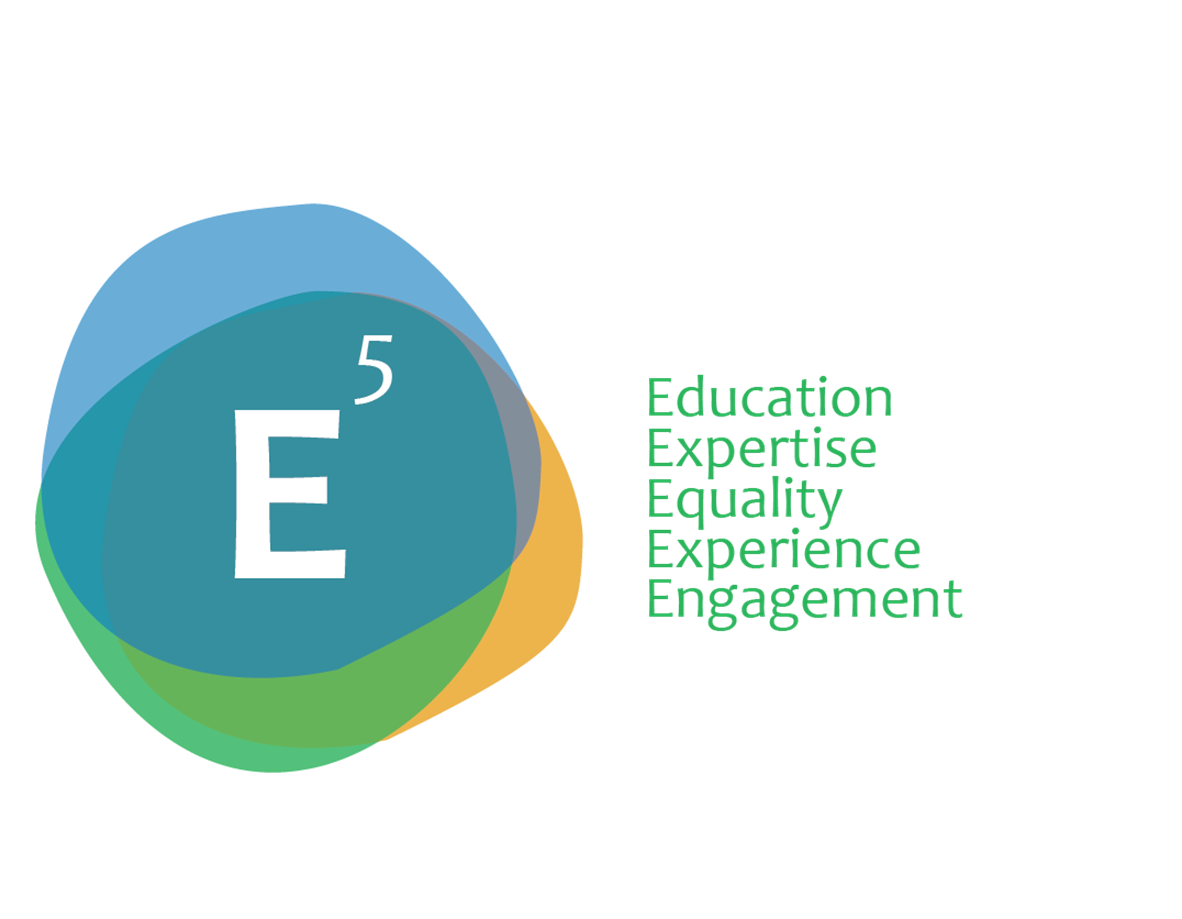 E5
Education
Expertise
Equality
Experience
Engagement